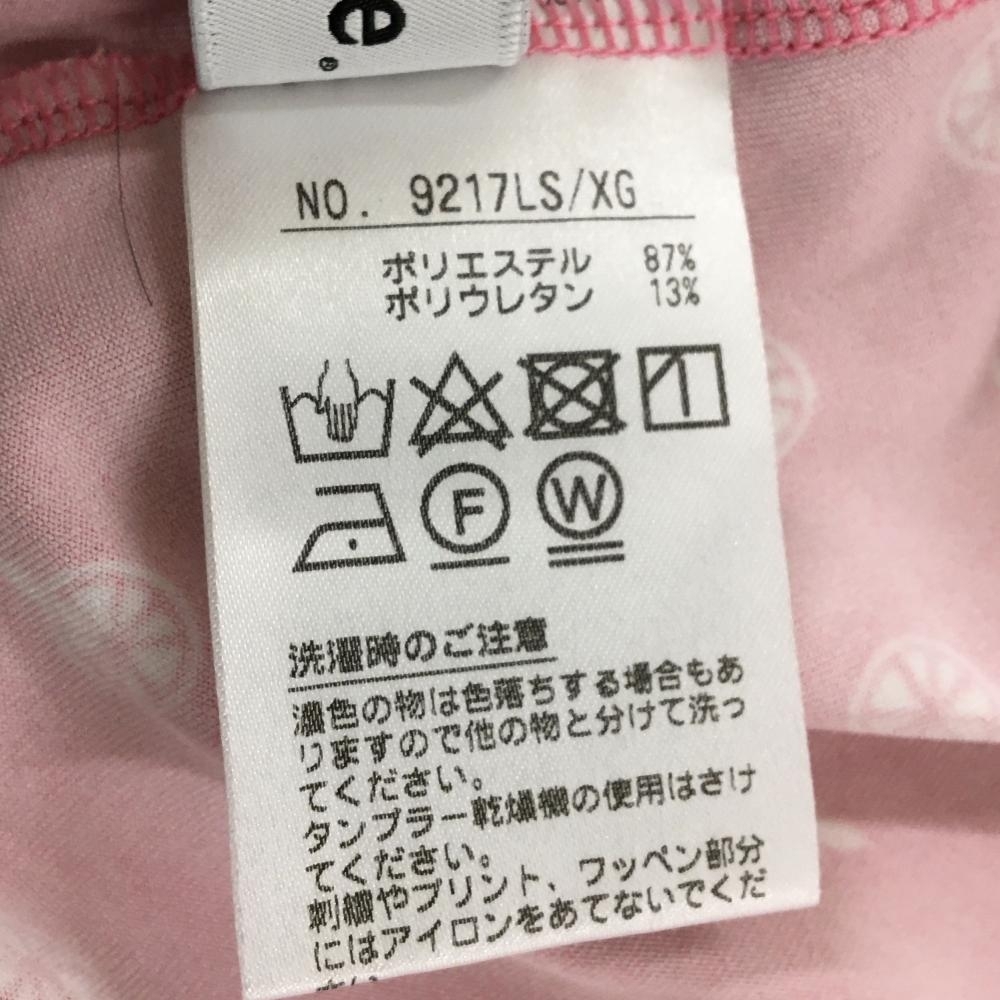 e®
NO. 9217LS/XG
ポリエステル 87%
ポリウレタン 13%
F W
洗濯時のご注意
濃色の物は色落ちする場合もあ
りますので他の物と分けて洗っ
てください。
タンブラー乾燥機の使用はさけ
てください。
刺繍やプリント、ワッペン部分
にはアイロンをあてないでくだ